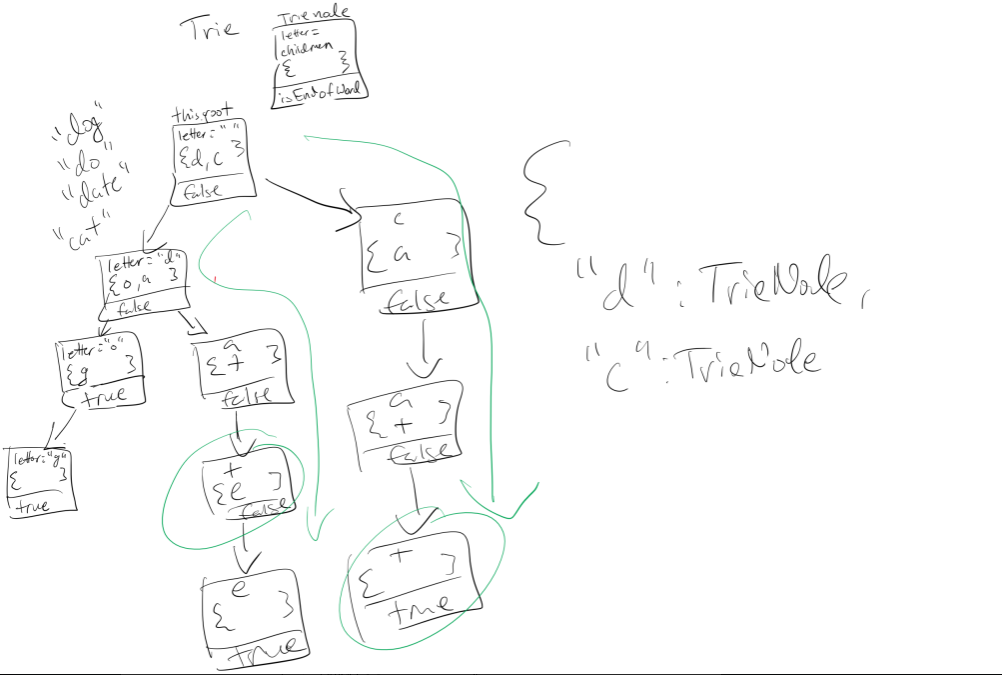 Trie
Trienode
letter=
children
{ }
isEndofWord
"dog"
"do"
"date"
"cat"
this.root
letter=" "
{d,c }
false
letter="d"
{o,a }
false
c
{ a }
false
letter="o"
{g }
true
a
{ t }
false
a
{ t }
false
letter="g"
{ }
true
t
{ e }
false
t
{ }
true
e
{ }
true
{
"d": TrieNode,
"c": TrieNode